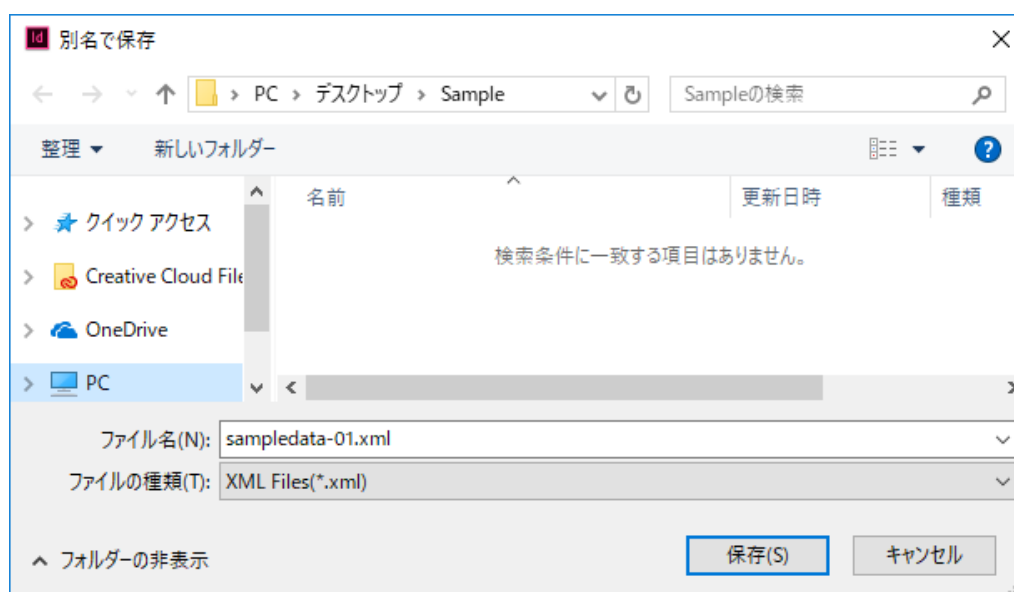 Id 別名で保存
PC > デスクトップ > Sample
Sampleの検索
整理 新しいフォルダー
?
名前 更新日時 種類
検索条件に一致する項目はありません。
クイック アクセス
Creative Cloud File
OneDrive
PC
ファイル名(N): sampledata-01.xml
ファイルの種類(T): XML Files(*.xml)
フォルダーの非表示
保存(S) キャンセル